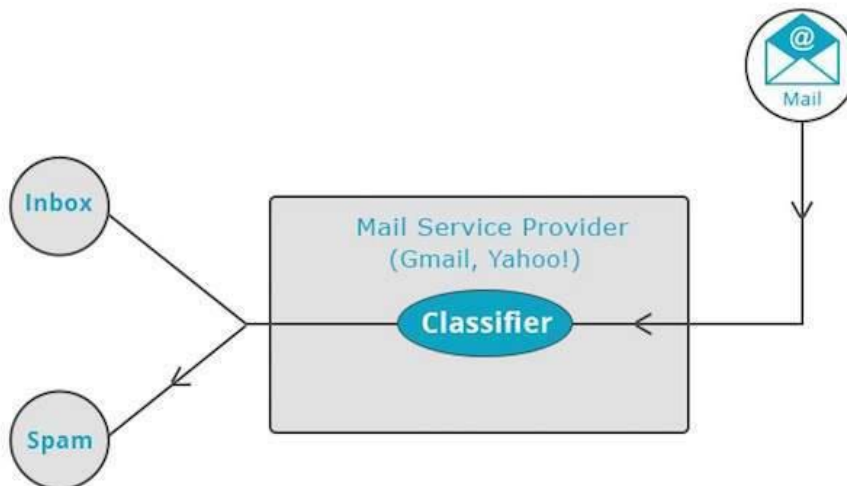 @
Mail
Inbox
Mail Service Provider
(Gmail, Yahoo!)
Classifier
Spam